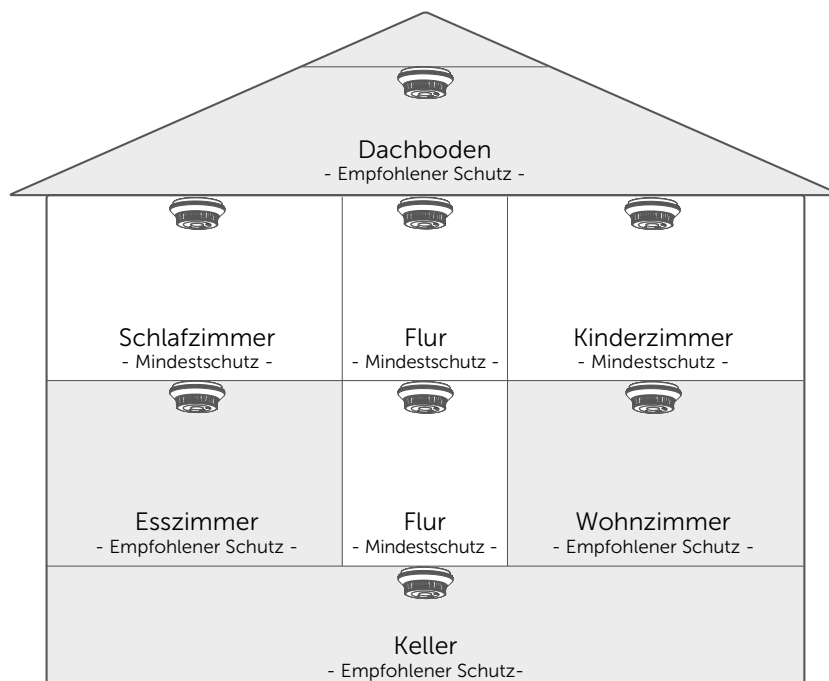 Dachboden
- Empfohlener Schutz -
Schlafzimmer
- Mindestschutz -
Flur
- Mindestschutz -
Kinderzimmer
- Mindestschutz -
Esszimmer
- Empfohlener Schutz -
Flur
- Mindestschutz -
Wohnzimmer
- Empfohlener Schutz -
Keller
- Empfohlener Schutz-